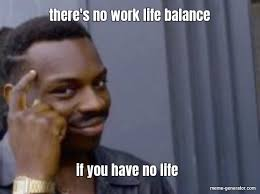 there's no work life balance
if you have no life
meme-generator.com